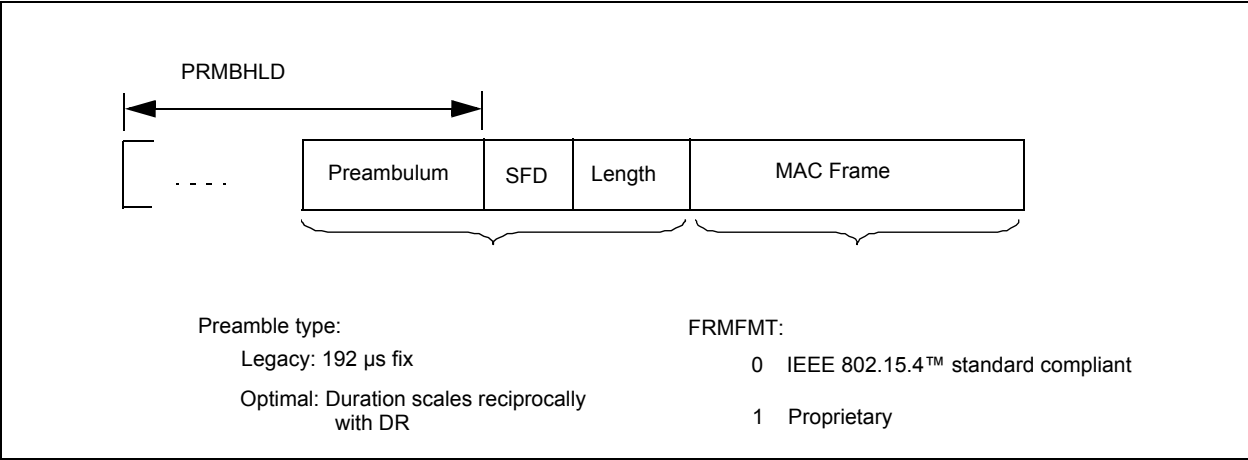 PRMBHLD
Preambulum SFD Length MAC Frame
Preamble type:
Legacy: 192 µs fix
Optimal: Duration scales reciprocally
with DR
FRMFMT:
0 IEEE 802.15.4™ standard compliant
1 Proprietary